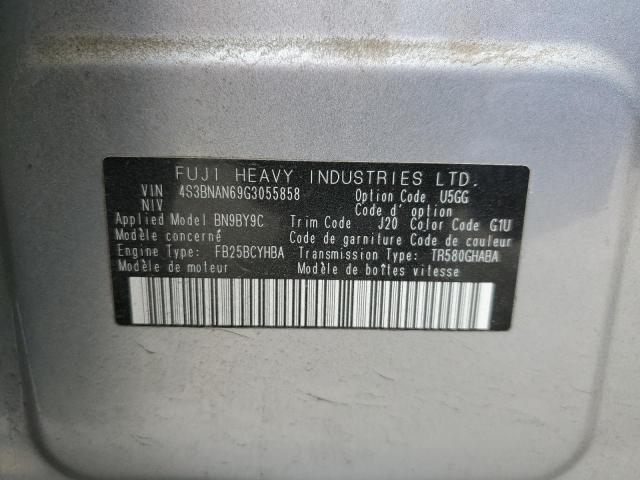 FUJI HEAVY INDUSTRIES LTD.
VIN 4S3BNAN69G3055858 Option Code U5GG
NIV Code d'option
Applied Model BN9BY9C Trim Code J20 Color Code G1U
Modèle concerné Code de garniture Code de couleur
Engine Type: FB25BCYHBA Transmission Type: TR580GHABA
Modèle de moteur Modèle de boîtes vitesse